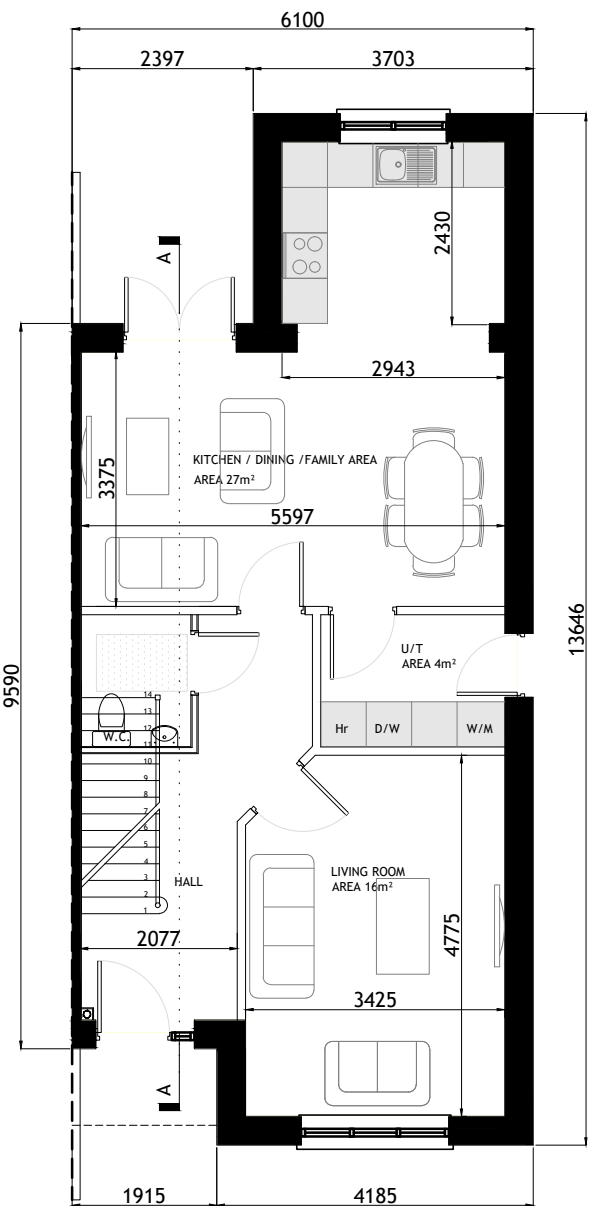 6100
2397
3703
A
2430
2943
KITCHEN / DINING /FAMILY AREA
AREA 27m²
3375
5597
13646
9590
U/T
AREA 4m²
14
13
12
11
10
9
8
7
6
5
4
3
2
1
W.C.
Hr
D/W
W/M
LIVING ROOM
AREA 16m²
HALL
4775
2077
3425
A
1915
4185